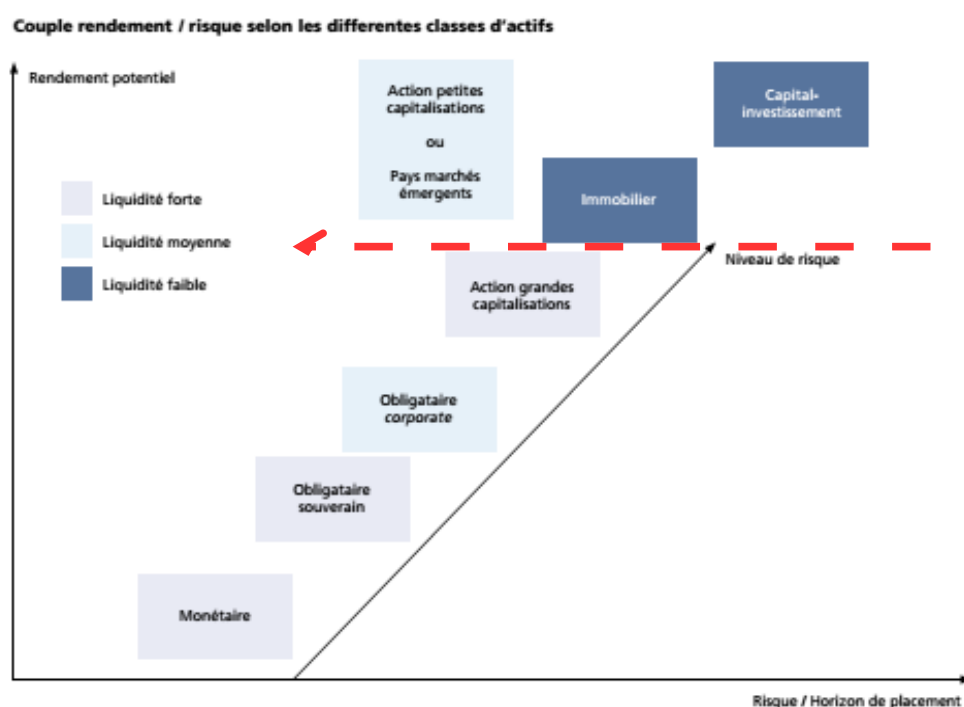 Couple rendement / risque selon les differentes classes d'actifs
Rendement potentiel
Action petites
capitalisations
ou
Pays marchés
émergents
Capital-
investissement
Immobilier
Liquidité forte
Liquidité moyenne
Liquidité faible
Niveau de risque
Action grandes
capitalisations
Obligataire
corporate
Obligataire
souverain
Monétaire
Risque / Horizon de placement